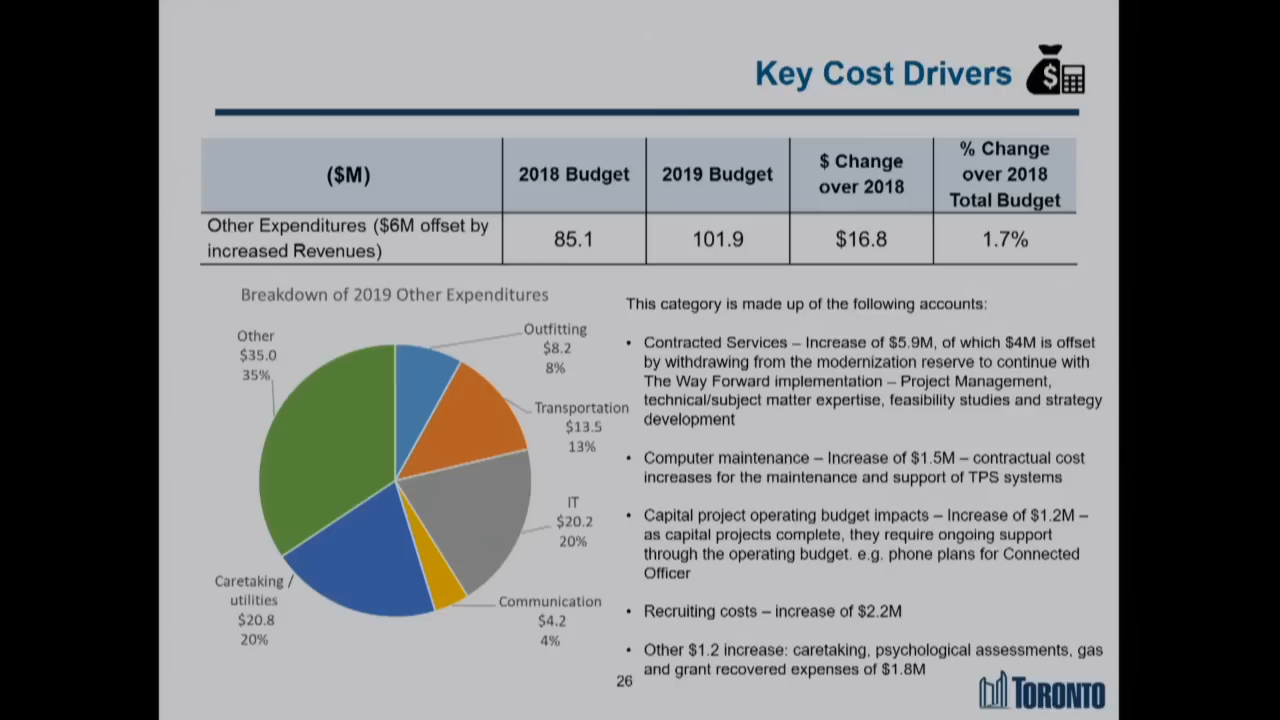 Key Cost Drivers
$
($M)
2018 Budget
2019 Budget
$ Change
over 2018
% Change
over 2018
Total Budget
Other Expenditures ($6M offset by
increased Revenues)
85.1
101.9
$16.8
1.7%
Breakdown of 2019 Other Expenditures
Other
$35.0
35%
Outfitting
$8.2
8%
Transportation
$13.5
13%
IT
$20.2
20%
Communication
$4.2
4%
Caretaking /
utilities
$20.8
20%
This category is made up of the following accounts:
• Contracted Services – Increase of $5.9M, of which $4M is offset
by withdrawing from the modernization reserve to continue with
The Way Forward implementation – Project Management,
technical/subject matter expertise, feasibility studies and strategy
development
• Computer maintenance – Increase of $1.5M – contractual cost
increases for the maintenance and support of TPS systems
• Capital project operating budget impacts – Increase of $1.2M –
as capital projects complete, they require ongoing support
through the operating budget. e.g. phone plans for Connected
Officer
• Recruiting costs – increase of $2.2M
• Other $1.2 increase: caretaking, psychological assessments, gas
and grant recovered expenses of $1.8M
26
TORONTO